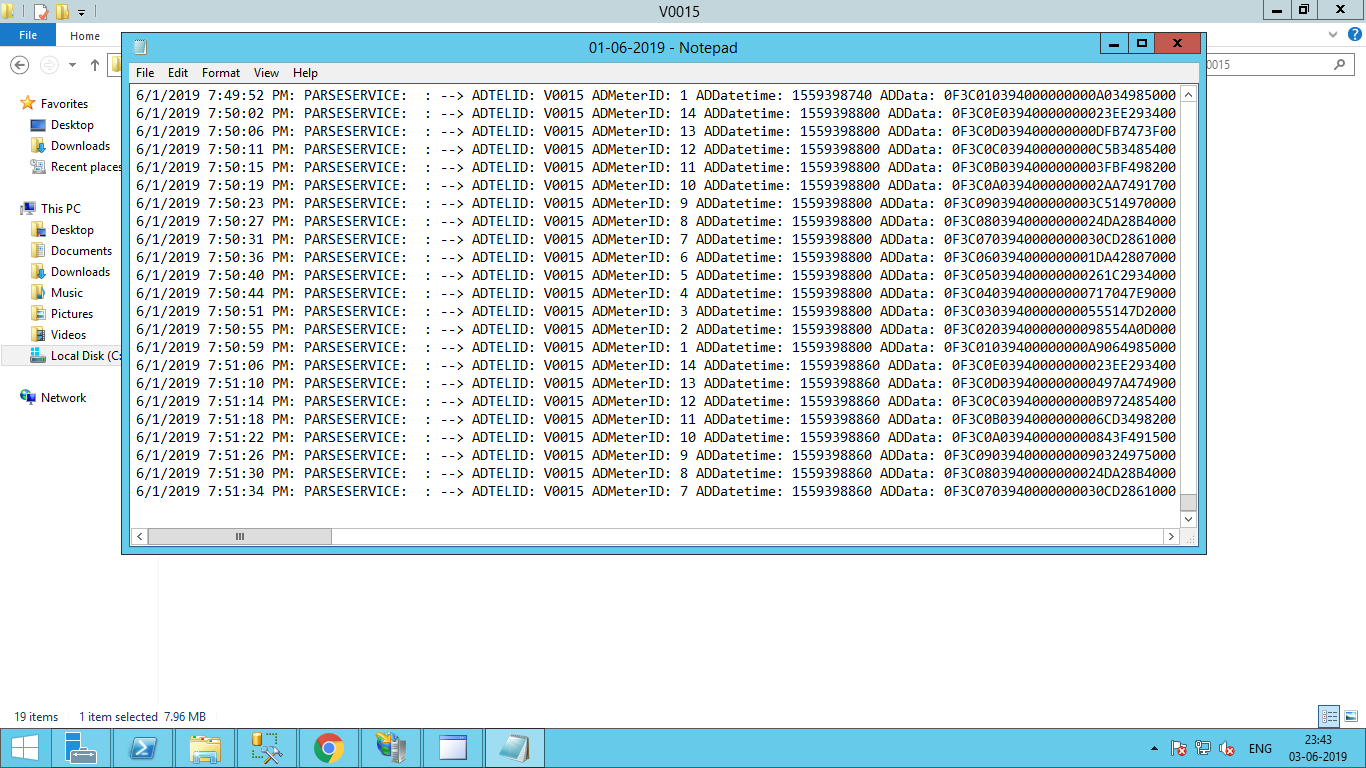 V0015
File
Home
01-06-2019 - Notepad
File Edit Format View Help
0015
6/1/2019 7:49:52 PM: PARSESERVICE:  : --> ADTELID: V0015 ADMeterID: 1 ADDatetime: 1559398740 ADData: 0F3C010394000000000A034985000
6/1/2019 7:50:02 PM: PARSESERVICE:  : --> ADTELID: V0015 ADMeterID: 14 ADDatetime: 1559398800 ADData: 0F3C0E0394000000023EE293400
6/1/2019 7:50:06 PM: PARSESERVICE:  : --> ADTELID: V0015 ADMeterID: 13 ADDatetime: 1559398800 ADData: 0F3C0D039400000000DFB7473F00
6/1/2019 7:50:11 PM: PARSESERVICE:  : --> ADTELID: V0015 ADMeterID: 12 ADDatetime: 1559398800 ADData: 0F3C0C039400000000C5B3485400
6/1/2019 7:50:15 PM: PARSESERVICE:  : --> ADTELID: V0015 ADMeterID: 11 ADDatetime: 1559398800 ADData: 0F3C0B0394000000003FBF498200
6/1/2019 7:50:19 PM: PARSESERVICE:  : --> ADTELID: V0015 ADMeterID: 10 ADDatetime: 1559398800 ADData: 0F3C0A0394000000002AA7491700
6/1/2019 7:50:23 PM: PARSESERVICE:  : --> ADTELID: V0015 ADMeterID: 9 ADDatetime: 1559398800 ADData: 0F3C090394000000003C514970000
6/1/2019 7:50:27 PM: PARSESERVICE:  : --> ADTELID: V0015 ADMeterID: 8 ADDatetime: 1559398800 ADData: 0F3C0803940000000024DA28B4000
6/1/2019 7:50:31 PM: PARSESERVICE:  : --> ADTELID: V0015 ADMeterID: 7 ADDatetime: 1559398800 ADData: 0F3C0703940000000030CD2861000
6/1/2019 7:50:36 PM: PARSESERVICE:  : --> ADTELID: V0015 ADMeterID: 6 ADDatetime: 1559398800 ADData: 0F3C060394000000001DA42807000
6/1/2019 7:50:40 PM: PARSESERVICE:  : --> ADTELID: V0015 ADMeterID: 5 ADDatetime: 1559398800 ADData: 0F3C05039400000000261C2934000
6/1/2019 7:50:44 PM: PARSESERVICE:  : --> ADTELID: V0015 ADMeterID: 4 ADDatetime: 1559398800 ADData: 0F3C04039400000000717047E9000
6/1/2019 7:50:51 PM: PARSESERVICE:  : --> ADTELID: V0015 ADMeterID: 3 ADDatetime: 1559398800 ADData: 0F3C03039400000000555147D2000
6/1/2019 7:50:55 PM: PARSESERVICE:  : --> ADTELID: V0015 ADMeterID: 2 ADDatetime: 1559398800 ADData: 0F3C0203940000000098554A0D000
6/1/2019 7:50:59 PM: PARSESERVICE:  : --> ADTELID: V0015 ADMeterID: 1 ADDatetime: 1559398800 ADData: 0F3C01039400000000A9064985000
6/1/2019 7:51:06 PM: PARSESERVICE:  : --> ADTELID: V0015 ADMeterID: 14 ADDatetime: 1559398860 ADData: 0F3C0E03940000000023EE293400
6/1/2019 7:51:10 PM: PARSESERVICE:  : --> ADTELID: V0015 ADMeterID: 13 ADDatetime: 1559398860 ADData: 0F3C0D039400000000497A474900
6/1/2019 7:51:14 PM: PARSESERVICE:  : --> ADTELID: V0015 ADMeterID: 12 ADDatetime: 1559398860 ADData: 0F3C0C039400000000B972485400
6/1/2019 7:51:18 PM: PARSESERVICE:  : --> ADTELID: V0015 ADMeterID: 11 ADDatetime: 1559398860 ADData: 0F3C0B0394000000006CD3498200
6/1/2019 7:51:22 PM: PARSESERVICE:  : --> ADTELID: V0015 ADMeterID: 10 ADDatetime: 1559398860 ADData: 0F3C0A039400000000843F491500
6/1/2019 7:51:26 PM: PARSESERVICE:  : --> ADTELID: V0015 ADMeterID: 9 ADDatetime: 1559398860 ADData: 0F3C0903940000000090324975000
6/1/2019 7:51:30 PM: PARSESERVICE:  : --> ADTELID: V0015 ADMeterID: 8 ADDatetime: 1559398860 ADData: 0F3C0803940000000024DA28B4000
6/1/2019 7:51:34 PM: PARSESERVICE:  : --> ADTELID: V0015 ADMeterID: 7 ADDatetime: 1559398860 ADData: 0F3C0703940000000030CD2861000
Favorites
Desktop
Downloads
Recent places
This PC
Desktop
Documents
Downloads
Music
Pictures
Videos
Local Disk (C:
Network
19 items 1 item selected 7.96 MB
ENG
23:43
03-06-2019